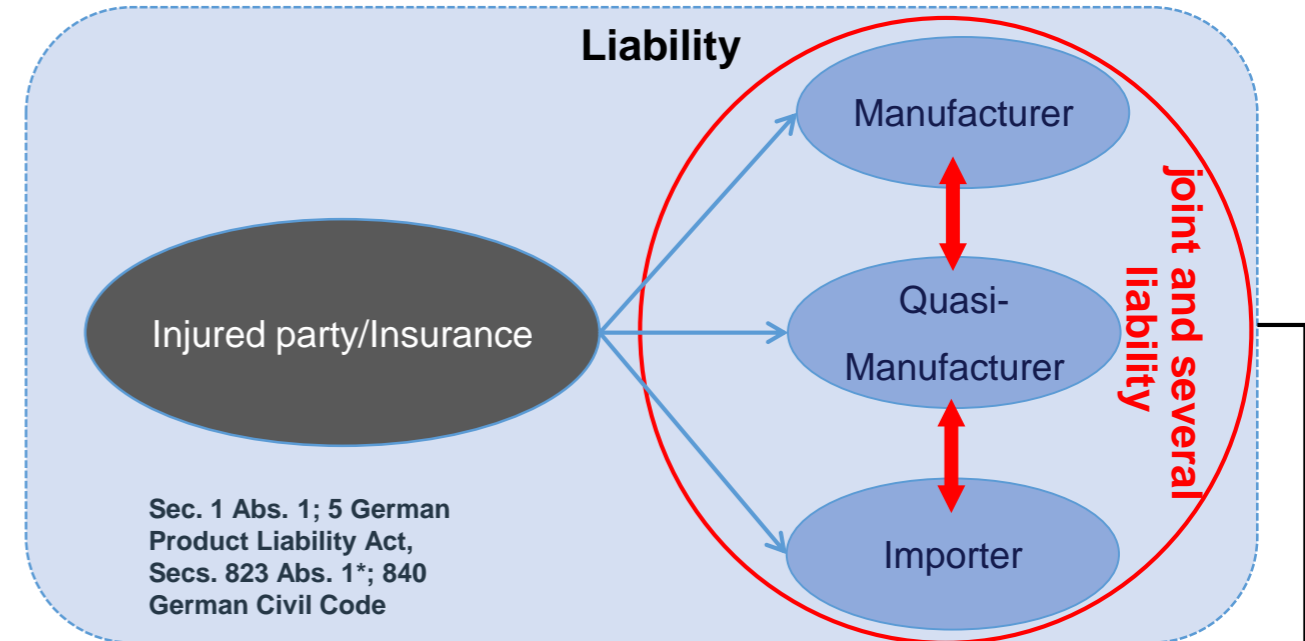 Liability
Manufacturer
Quasi-
Manufacturer
Importer
joint and several
liability
Injured party/Insurance
Sec. 1 Abs. 1; 5 German
Product Liability Act,
Secs. 823 Abs. 1*; 840
German Civil Code